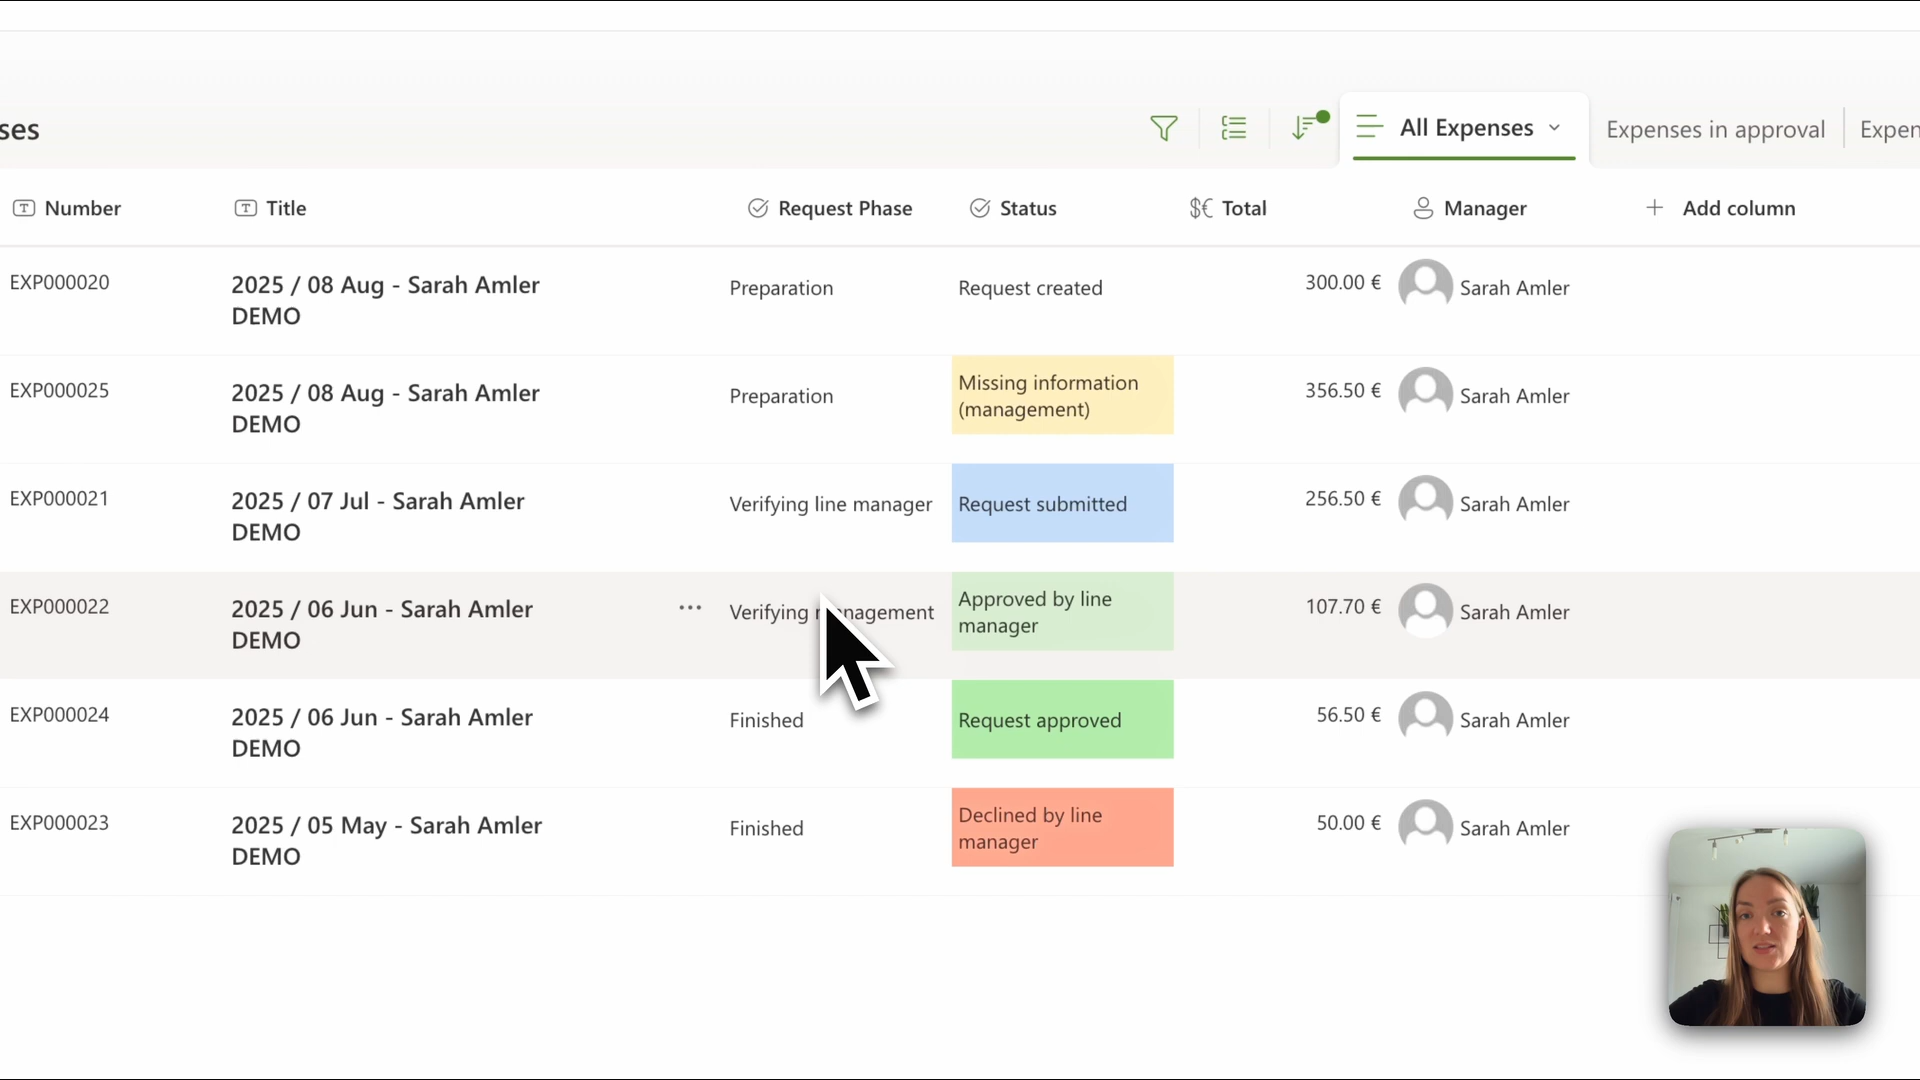 ses
All Expenses
Expenses in approval
Expen
Number
Title
Request Phase
Status
$€ Total
Manager
+ Add column
EXP000020
2025 / 08 Aug - Sarah Amler
DEMO
Preparation
Request created
300.00 €
Sarah Amler
EXP000025
2025 / 08 Aug - Sarah Amler
DEMO
Preparation
Missing information
(management)
356.50 €
Sarah Amler
EXP000021
2025 / 07 Jul - Sarah Amler
DEMO
Verifying line manager
Request submitted
256.50 €
Sarah Amler
EXP000022
2025 / 06 Jun - Sarah Amler
DEMO
Verifying management
Approved by line
manager
107.70 €
Sarah Amler
EXP000024
2025 / 06 Jun - Sarah Amler
DEMO
Finished
Request approved
56.50 €
Sarah Amler
EXP000023
2025 / 05 May - Sarah Amler
DEMO
Finished
Declined by line
manager
50.00 €
Sarah Amler